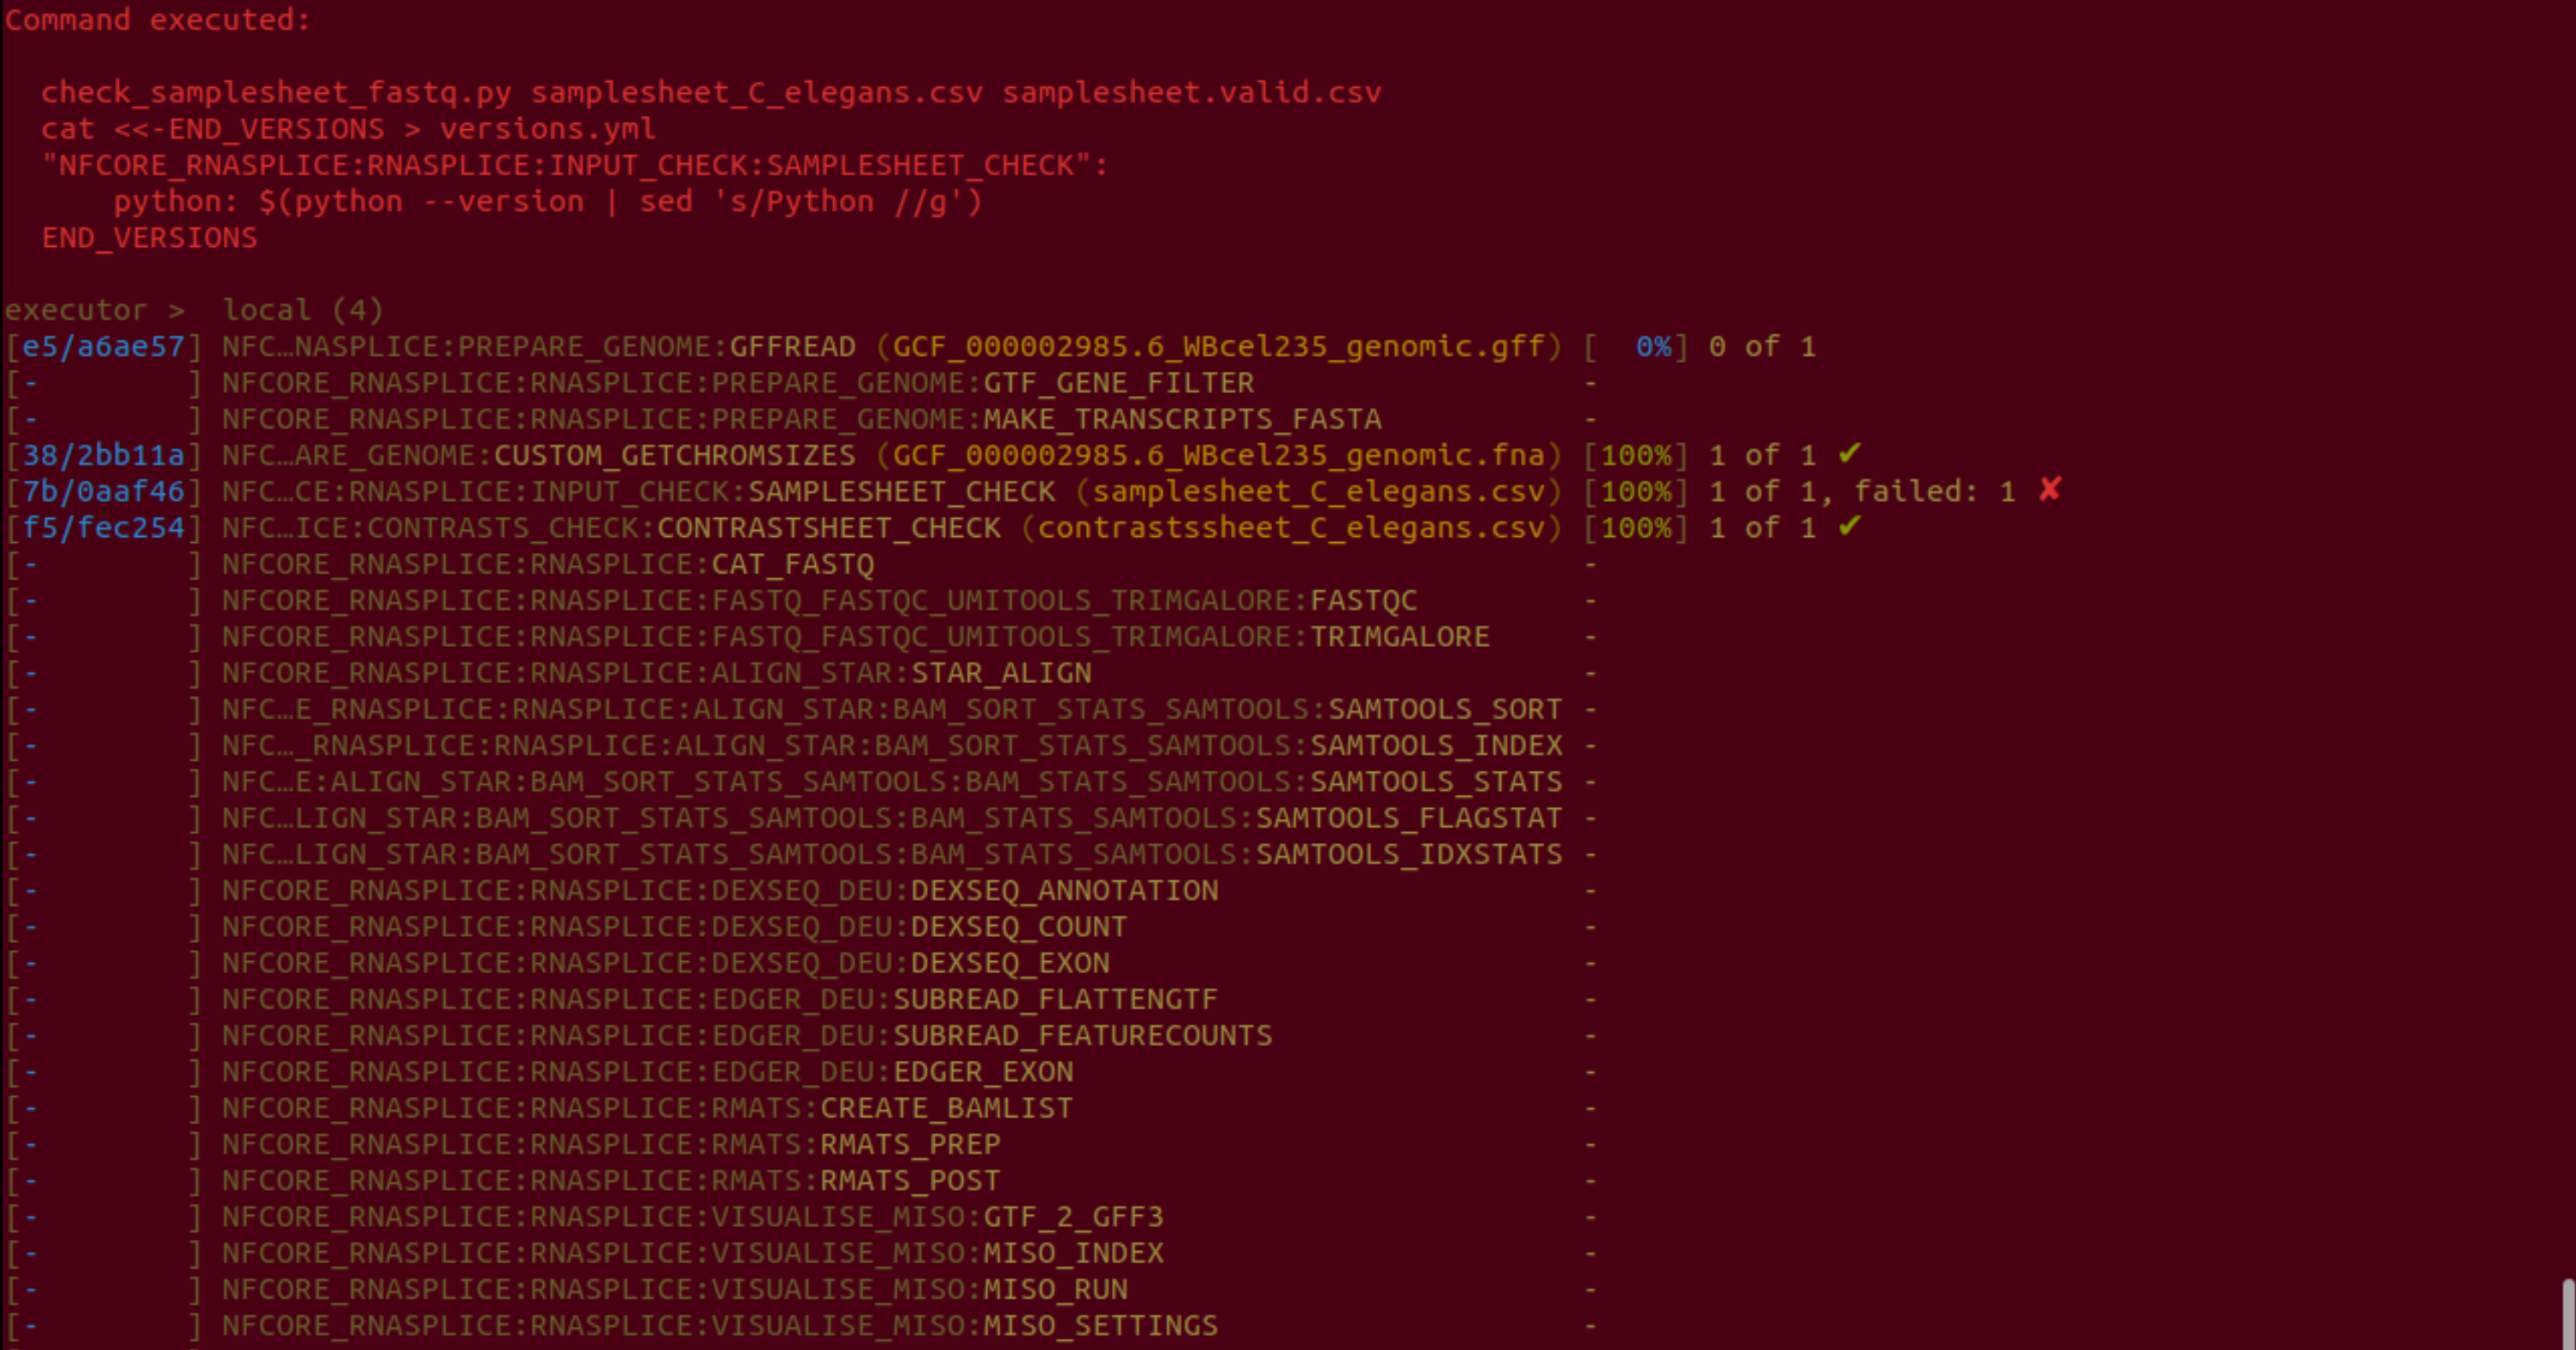 Command executed:
check_samplesheet_fastq.py samplesheet_C_elegans.csv samplesheet.valid.csv
cat <<-END_VERSIONS > versions.yml
"NFCORE_RNASPLICE:RNASPLICE:INPUT_CHECK:SAMPLESHEET_CHECK":
python: $(python --version | sed 's/Python //g')
END_VERSIONS
executor >  local (4)
[e5/a6ae57] NFC…NASPLICE:PREPARE_GENOME:GFFREAD (GCF_000002985.6_WBcel235_genomic.gff) [  0%] 0 of 1
[-        ] NFCORE_RNASPLICE:RNASPLICE:PREPARE_GENOME:GTF_GENE_FILTER                  -
[-        ] NFCORE_RNASPLICE:RNASPLICE:PREPARE_GENOME:MAKE_TRANSCRIPTS_FASTA           -
[38/2bb11a] NFC…ARE_GENOME:CUSTOM_GETCHROMSIZES (GCF_000002985.6_WBcel235_genomic.fna) [100%] 1 of 1 ✔
[7b/0aaf46] NFC…CE:RNASPLICE:INPUT_CHECK:SAMPLESHEET_CHECK (samplesheet_C_elegans.csv) [100%] 1 of 1, failed: 1 ✘
[f5/fec254] NFC…ICE:CONTRASTS_CHECK:CONTRASTSHEET_CHECK (contrastssheet_C_elegans.csv) [100%] 1 of 1 ✔
[-        ] NFCORE_RNASPLICE:RNASPLICE:CAT_FASTQ                                       -
[-        ] NFCORE_RNASPLICE:RNASPLICE:FASTQ_FASTQC_UMITOOLS_TRIMGALORE:FASTQC         -
[-        ] NFCORE_RNASPLICE:RNASPLICE:FASTQ_FASTQC_UMITOOLS_TRIMGALORE:TRIMGALORE     -
[-        ] NFCORE_RNASPLICE:RNASPLICE:ALIGN_STAR:STAR_ALIGN                           -
[-        ] NFC…E_RNASPLICE:RNASPLICE:ALIGN_STAR:BAM_SORT_STATS_SAMTOOLS:SAMTOOLS_SORT -
[-        ] NFC…_RNASPLICE:RNASPLICE:ALIGN_STAR:BAM_SORT_STATS_SAMTOOLS:SAMTOOLS_INDEX -
[-        ] NFC…E:ALIGN_STAR:BAM_SORT_STATS_SAMTOOLS:BAM_STATS_SAMTOOLS:SAMTOOLS_STATS -
[-        ] NFC…LIGN_STAR:BAM_SORT_STATS_SAMTOOLS:BAM_STATS_SAMTOOLS:SAMTOOLS_FLAGSTAT -
[-        ] NFC…LIGN_STAR:BAM_SORT_STATS_SAMTOOLS:BAM_STATS_SAMTOOLS:SAMTOOLS_IDXSTATS -
[-        ] NFCORE_RNASPLICE:RNASPLICE:DEXSEQ_DEU:DEXSEQ_ANNOTATION                    -
[-        ] NFCORE_RNASPLICE:RNASPLICE:DEXSEQ_DEU:DEXSEQ_COUNT                         -
[-        ] NFCORE_RNASPLICE:RNASPLICE:DEXSEQ_DEU:DEXSEQ_EXON                          -
[-        ] NFCORE_RNASPLICE:RNASPLICE:EDGER_DEU:SUBREAD_FLATTENGTF                    -
[-        ] NFCORE_RNASPLICE:RNASPLICE:EDGER_DEU:SUBREAD_FEATURECOUNTS                 -
[-        ] NFCORE_RNASPLICE:RNASPLICE:EDGER_DEU:EDGER_EXON                            -
[-        ] NFCORE_RNASPLICE:RNASPLICE:RMATS:CREATE_BAMLIST                            -
[-        ] NFCORE_RNASPLICE:RNASPLICE:RMATS:RMATS_PREP                                -
[-        ] NFCORE_RNASPLICE:RNASPLICE:RMATS:RMATS_POST                                -
[-        ] NFCORE_RNASPLICE:RNASPLICE:VISUALISE_MISO:GTF_2_GFF3                       -
[-        ] NFCORE_RNASPLICE:RNASPLICE:VISUALISE_MISO:MISO_INDEX                       -
[-        ] NFCORE_RNASPLICE:RNASPLICE:VISUALISE_MISO:MISO_RUN                         -
[-        ] NFCORE_RNASPLICE:RNASPLICE:VISUALISE_MISO:MISO_SETTINGS                    -